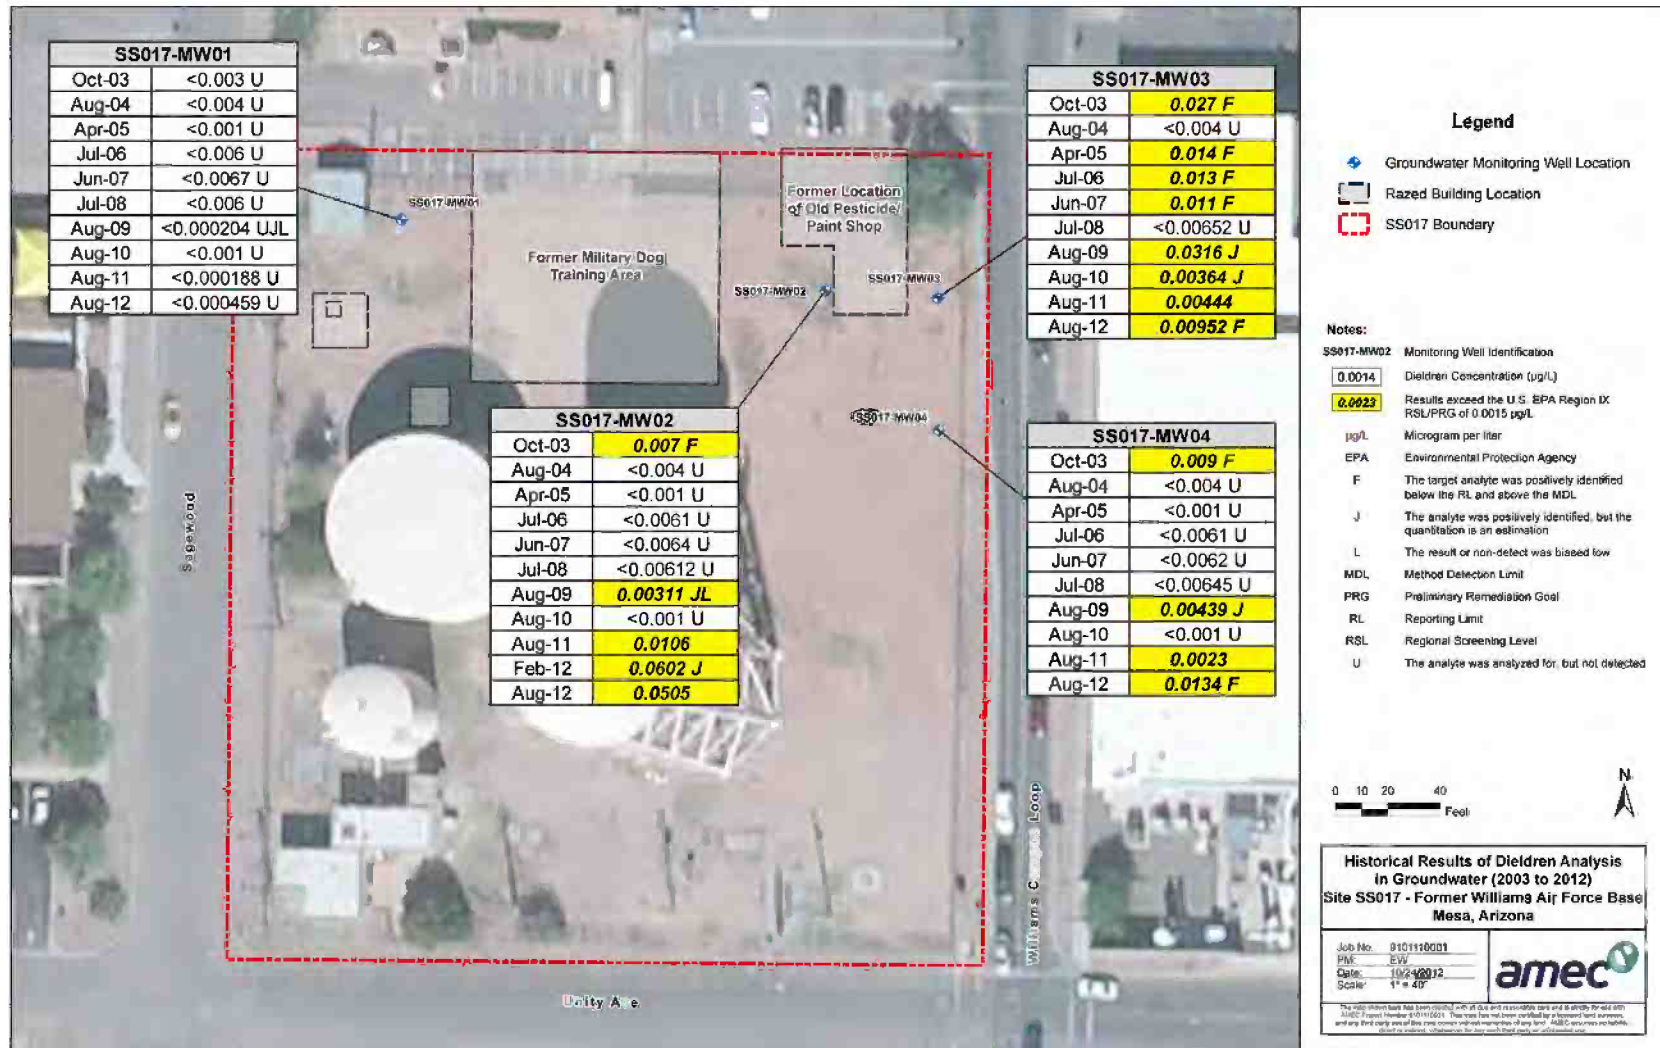 SS017-MW01
Oct-03 <0.003 U
Aug-04 <0.004 U
Apr-05 <0.001 U
Jul-06 <0.006 U
Jun-07 <0.0067 U
Jul-08 <0.006 U
Aug-09 <0.000204 UJL
Aug-10 <0.001 U
Aug-11 <0.000188 U
Aug-12 <0.000459 U
SS017-MW03
Oct-03 0.027 F
Aug-04 <0.004 U
Apr-05 0.014 F
Jul-06 0.013 F
Jun-07 0.011 F
Jul-08 <0.00652 U
Aug-09 0.0316 J
Aug-10 0.00364 J
Aug-11 0.00444
Aug-12 0.00952 F
SS017-MW01
Former Military Dog
Training Area
Former Location
of Old Pesticide/
Paint Shop
SS017-MW02
SS017-MW03
SS017-MW04
SS017-MW02
Oct-03 0.007 F
Aug-04 <0.004 U
Apr-05 <0.001 U
Jul-06 <0.0061 U
Jun-07 <0.0064 U
Jul-08 <0.00612 U
Aug-09 0.00311 JL
Aug-10 <0.001 U
Aug-11 0.0106
Feb-12 0.0602 J
Aug-12 0.0505
SS017-MW04
Oct-03 0.009 F
Aug-04 <0.004 U
Apr-05 <0.001 U
Jul-06 <0.0061 U
Jun-07 <0.0062 U
Jul-08 <0.00645 U
Aug-09 0.00439 J
Aug-10 <0.001 U
Aug-11 0.0023
Aug-12 0.0134 F
Sagewood
Williams Loop
Legend
Groundwater Monitoring Well Location
Razed Building Location
SS017 Boundary
Notes:
SS017-MW02 Monitoring Well Identification
0.0014 Dieldren Concentration (µg/L)
0.0023 Results exceed the U.S. EPA Region IX
RSL/PRG of 0.0015 µg/L
µg/L Microgram per liter
EPA Environmental Protection Agency
F The target analyte was positively identified
below the RL and above the MDL
J The analyte was positively identified, but the
quantitation is an estimation
L The result or non-detect was biased low
MDL Method Detection Limit
PRG Preliminary Remediation Goal
RL Reporting Limit
RSL Regional Screening Level
U The analyte was analyzed for, but not detected
N
0 10 20 40
Feet
Historical Results of Dieldren Analysis
in Groundwater (2003 to 2012)
Site SS017 - Former Williams Air Force Base
Mesa, Arizona
Job No. 9101110001
PM: EW
Date: 10/24/2012
Scale: 1" = 40'
amec